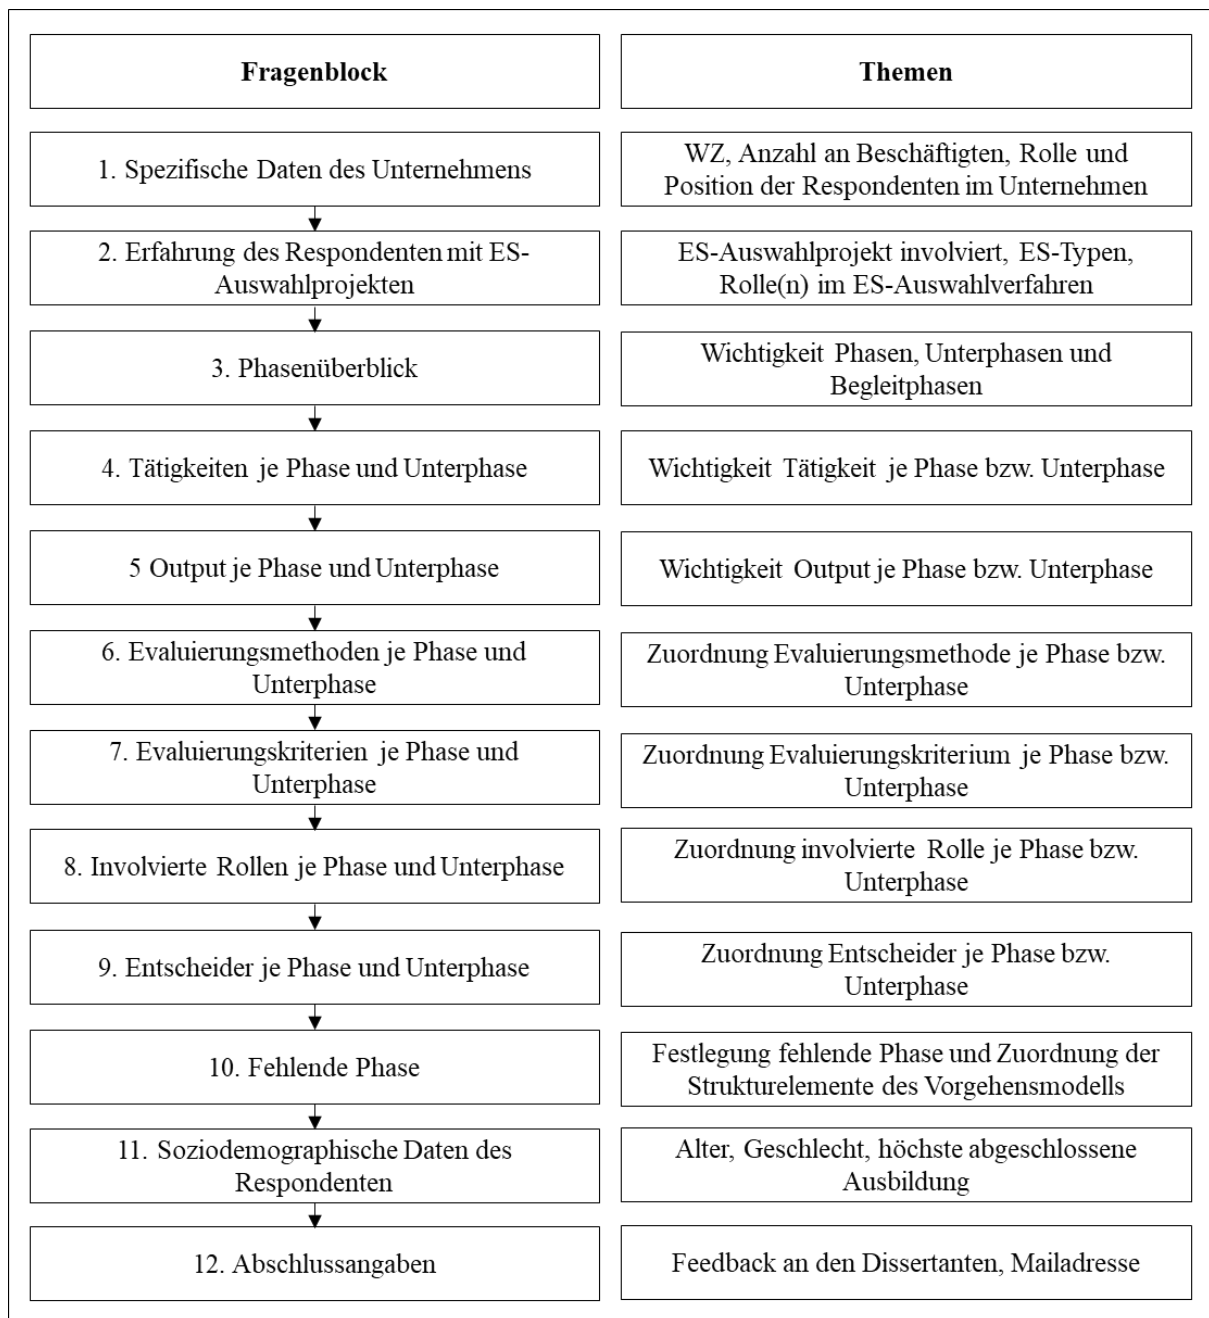 Fragenblock
Themen
1. Spezifische Daten des Unternehmens
WZ, Anzahl an Beschäftigten, Rolle und
Position der Respondenten im Unternehmen
2. Erfahrung des Respondenten mit ES-
Auswahlprojekten
ES-Auswahlprojekt involviert, ES-Typen,
Rolle(n) im ES-Auswahlverfahren
3. Phasenüberblick
Wichtigkeit Phasen, Unterphasen und
Begleitphasen
4. Tätigkeiten je Phase und Unterphase
Wichtigkeit Tätigkeit je Phase bzw. Unterphase
5 Output je Phase und Unterphase
Wichtigkeit Output je Phase bzw. Unterphase
6. Evaluierungsmethoden je Phase und
Unterphase
Zuordnung Evaluierungsmethode je Phase bzw.
Unterphase
7. Evaluierungskriterien je Phase und
Unterphase
Zuordnung Evaluierungskriterium je Phase bzw.
Unterphase
8. Involvierte Rollen je Phase und Unterphase
Zuordnung involvierte Rolle je Phase bzw.
Unterphase
9. Entscheider je Phase und Unterphase
Zuordnung Entscheider je Phase bzw.
Unterphase
10. Fehlende Phase
Festlegung fehlende Phase und Zuordnung der
Strukturelemente des Vorgehensmodells
11. Soziodemographische Daten des
Respondenten
Alter, Geschlecht, höchste abgeschlossene
Ausbildung
12. Abschlussangaben
Feedback an den Dissertanten, Mailadresse